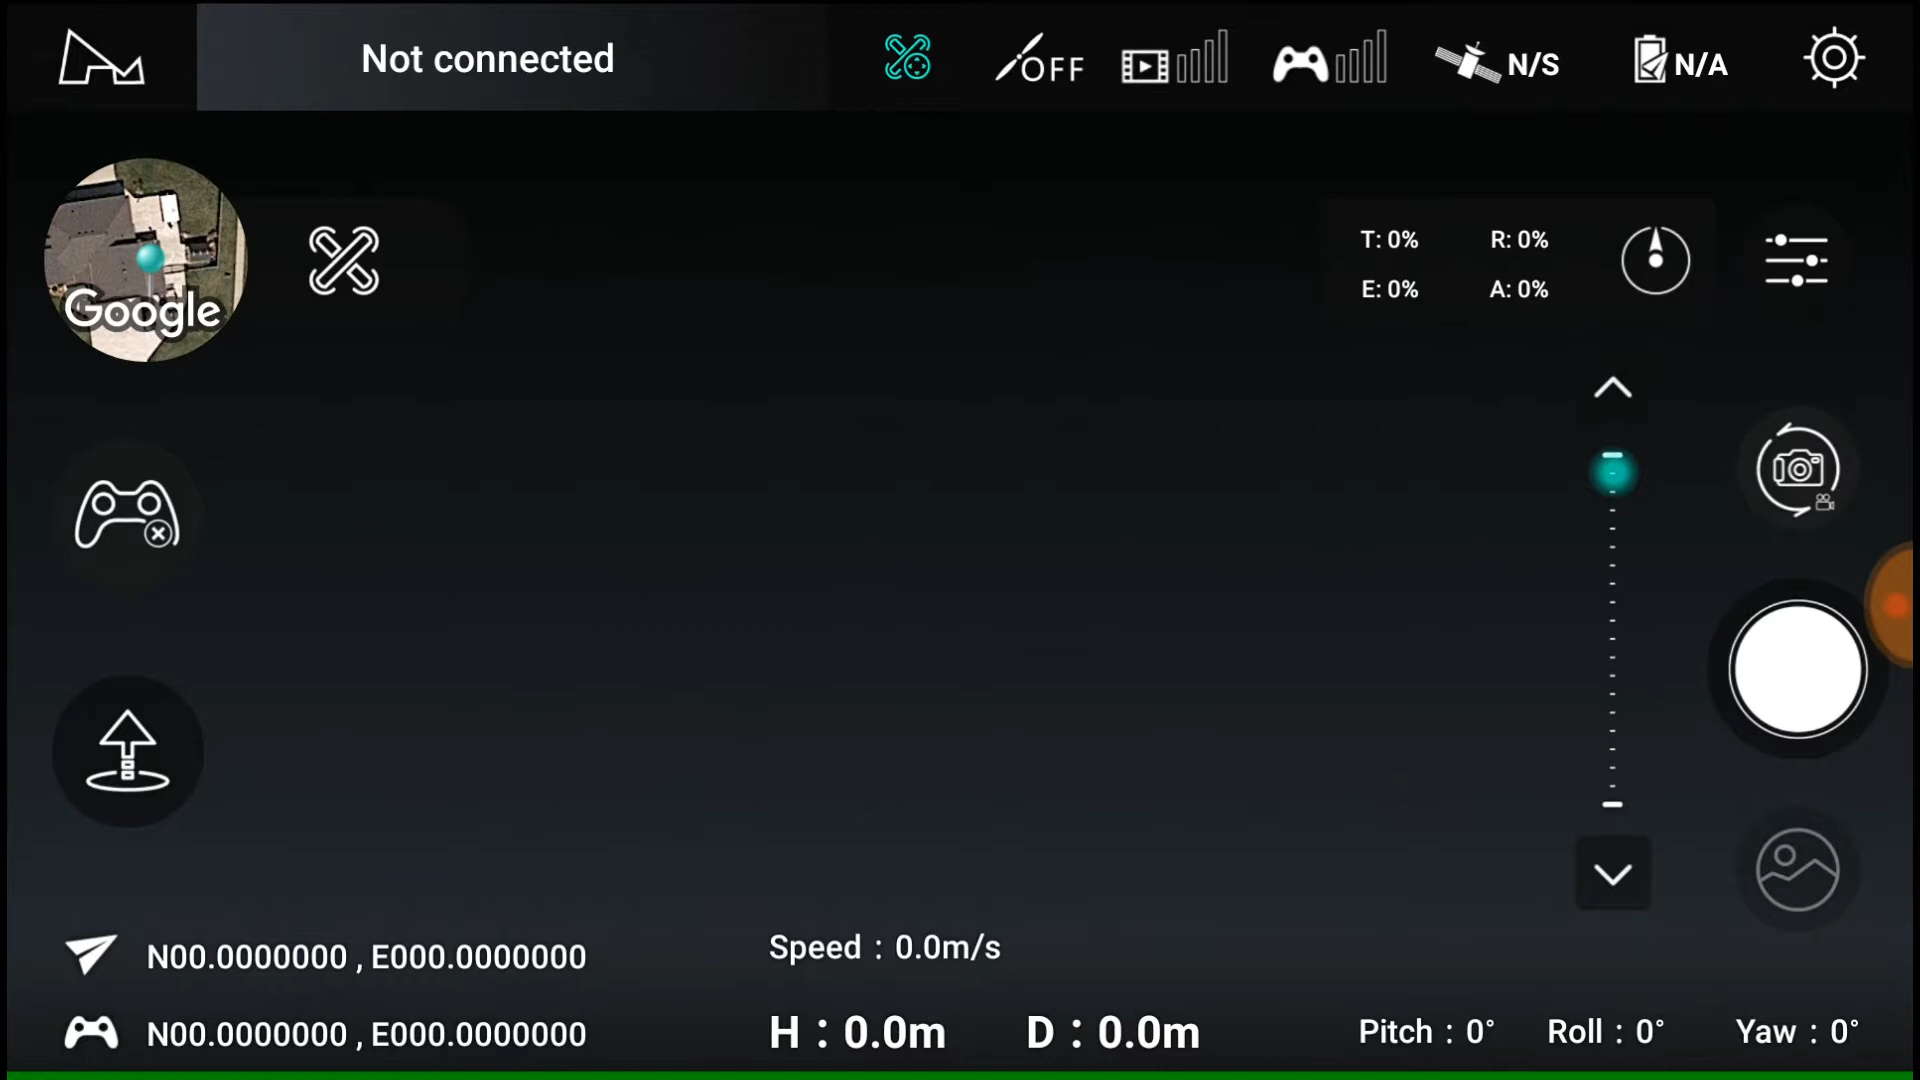 Not connected
OFF
N/S
N/A
Google
T: 0% R: 0%
E: 0% A: 0%
N00.0000000 , E000.0000000
Speed : 0.0m/s
N00.0000000 , E000.0000000
H : 0.0m D : 0.0m
Pitch : 0° Roll : 0° Yaw : 0°